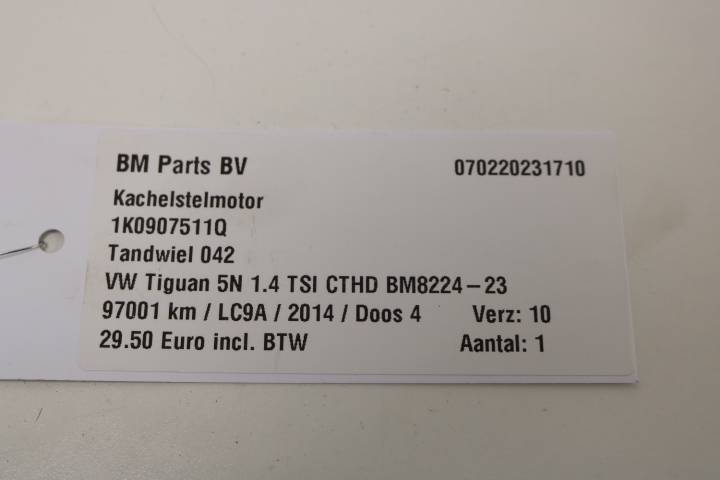 BM Parts BV 070220231710
Kachelstelmotor
1K0907511Q
Tandwiel 042
VW Tiguan 5N 1.4 TSI CTHD BM8224-23
97001 km / LC9A / 2014 / Doos 4 Verz: 10
29.50 Euro incl. BTW Aantal: 1